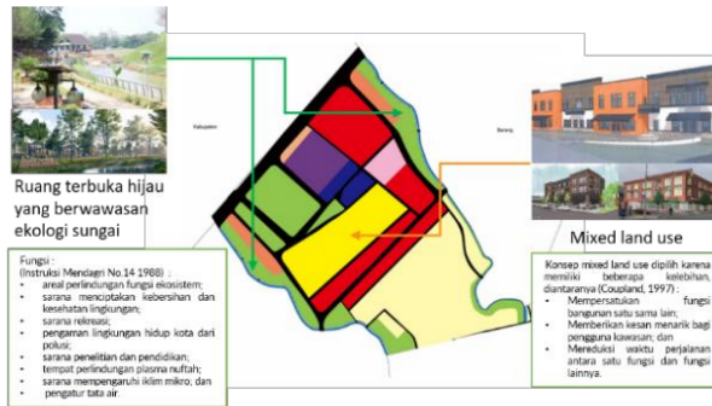 Kabupaten
Barang
Ruang terbuka hijau
yang berwawasan
ekologi sungai
Mixed land use
Fungsi :
(Instruksi Mendagri No.14 1988) :
• areal perlindungan fungsi ekosistem;
• sarana menciptakan kebersihan dan
kesehatan lingkungan;
• sarana rekreasi;
• pengaman lingkungan hidup kota dari
polusi;
• sarana penelitian dan pendidikan;
• tempat perlindungan plasma nuftah;
• sarana mempengaruhi iklim mikro; dan
• pengatur tata air.
Konsep mixed land use dipilih karena
memiliki beberapa kelebihan,
diantaranya (Coupland, 1997) :
• Mempersatukan fungsi
bangunan satu sama lain;
• Memberikan kesan menarik bagi
pengguna kawasan; dan
• Mereduksi waktu perjalanan
antara satu fungsi dan fungsi
lainnya.